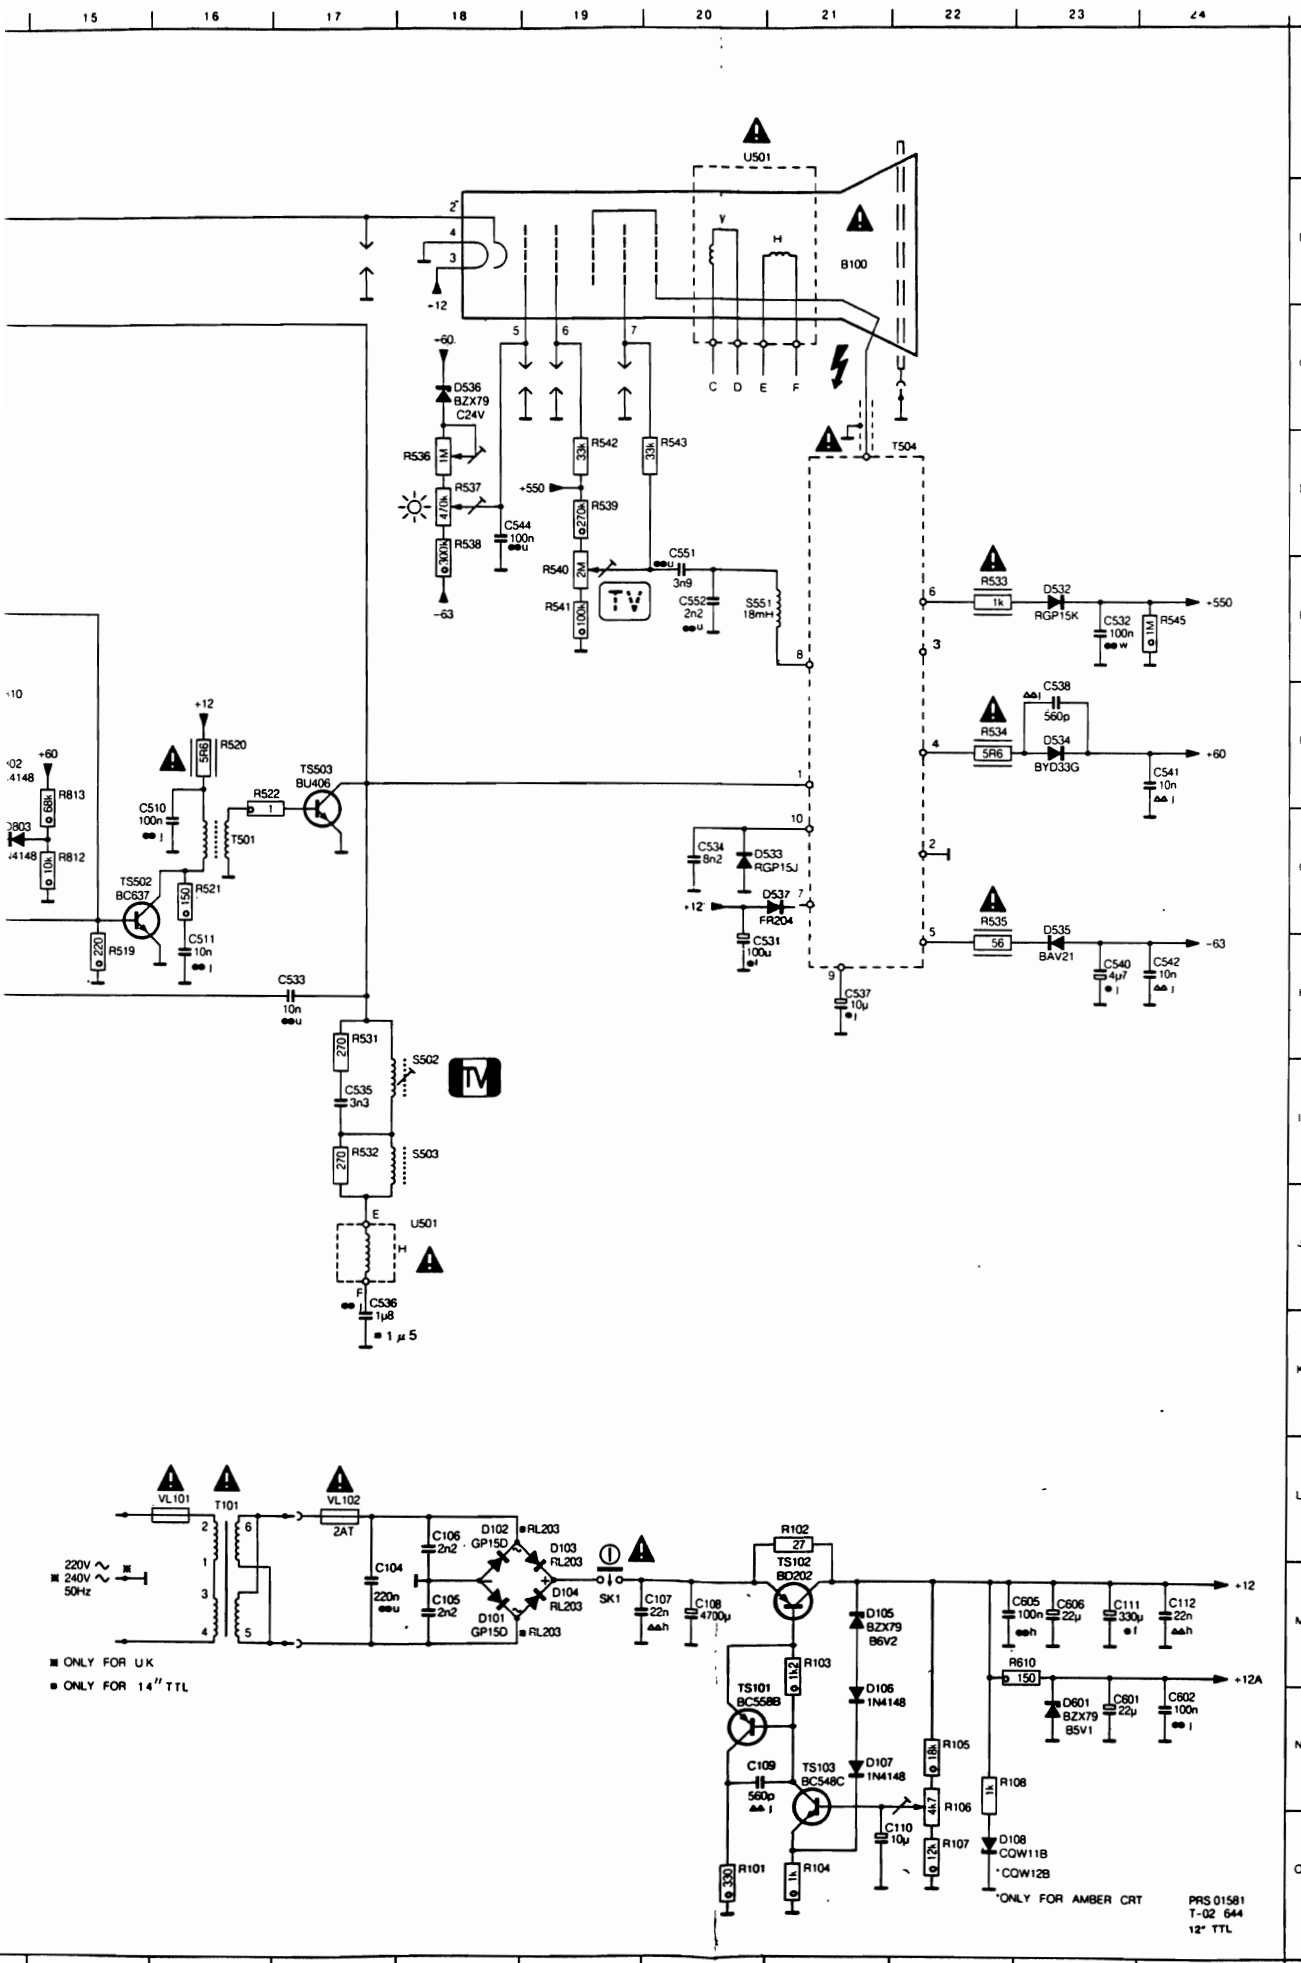 15 16 17 18 19 20 21 22 23 24
U501
2
4
3
V
H
B100
-12
5 6 7
+60
D536
BZX79
C24V
C D E F
R536 1M
R542 33k
R543 33k
T504
R537 470k
+550
R539 270k
C544
100n
u
R538 300k
-63
R540 2M
R541 100k
TV
C551
u
3n9
C552
2n2
u
S551
18mH
8
6
R533
1k
D532
RGP15K
+550
C532
100n
w
R545 1M
3
C538
j
560p
R534
5R6
D534
BYD33G
4
+60
C541
10n
j
+12
R520 5R6
+60
4148
R813 68k
D803
R812 10k
C510
100n
j
T501
R522
1
TS503
BU406
1
10
C534
8n2
D533
RGP15J
+12
D537
FR204
7
C531
100u
2
5
R535
56
D535
BAV21
-63
C540
4µ7
j
C542
10n
j
9
C537
10µ
j
TS502
BC637
R521 150
R519 220
C511
10n
j
C533
10n
u
R531 270
S502
TV
C535
3n3
R532 270
S503
E
U501
H
F
C536
1µ8
1 µ 5
VL101
T101
VL102
2AT
2 6
1
3
4 5
220V ~
※ 240V ~ ※
50Hz
C104
220n
u
C106
2n2
C105
2n2
D102
GP15D
■ RL203
D103
RL203
D104
RL203
D101
GP15D
■ RL203
SK1
C107
22n
h
C108
4700µ
R102
27
TS102
BD202
+12
D105
BZX79
B6V2
C605
100n
h
C606
22µ
C111
330µ
f
C112
22n
h
※ ONLY FOR UK
■ ONLY FOR 14" TTL
R103 1k2
TS101
BC558B
D106
1N4148
R610
150
+12A
D601
BZX79
B5V1
C601
22µ
C602
100n
j
C109
560p
j
TS103
BC548C
D107
1N4148
R105 18k
R106 4k7
R107 12k
C110
10µ
R108 1k
D108
CQW11B
*CQW12B
R101 330
R104 1k
*ONLY FOR AMBER CRT
PRS 01581
T-02 644
12" TTL